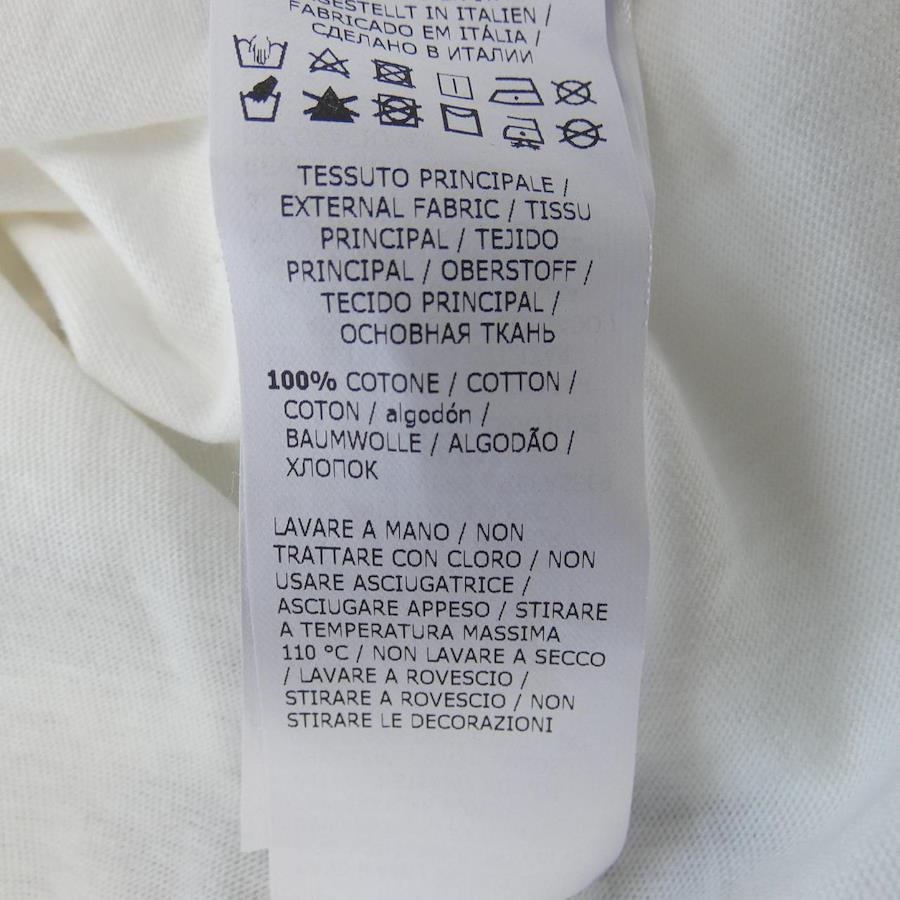 GESTELLT IN ITALIEN /
FABRICADO EM ITÁLIA /
СДЕЛАНО В ИТАЛИИ
TESSUTO PRINCIPALE /
EXTERNAL FABRIC / TISSU
PRINCIPAL / TEJIDO
PRINCIPAL / OBERSTOFF /
TECIDO PRINCIPAL /
ОСНОВНАЯ ТКАНЬ
100% COTONE / COTTON /
COTON / algodón /
BAUMWOLLE / ALGODÃO /
ХЛОПОК
LAVARE A MANO / NON
TRATTARE CON CLORO / NON
USARE ASCIUGATRICE /
ASCIUGARE APPESO / STIRARE
A TEMPERATURA MASSIMA
110 °C / NON LAVARE A SECCO
/ LAVARE A ROVESCIO /
STIRARE A ROVESCIO / NON
STIRARE LE DECORAZIONI